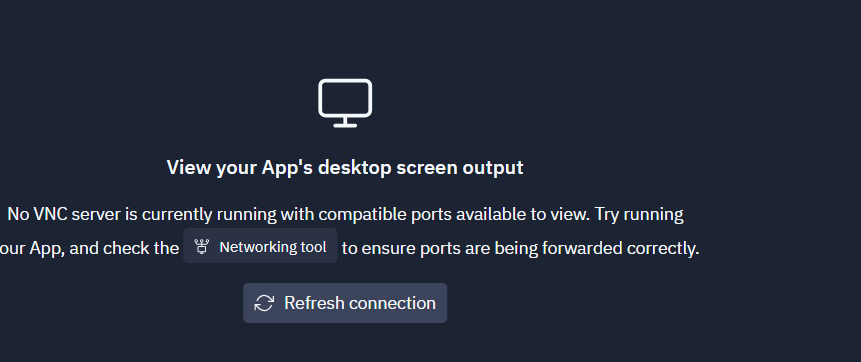 View your App's desktop screen output
No VNC server is currently running with compatible ports available to view. Try running
our App, and check the Networking tool to ensure ports are being forwarded correctly.
Refresh connection